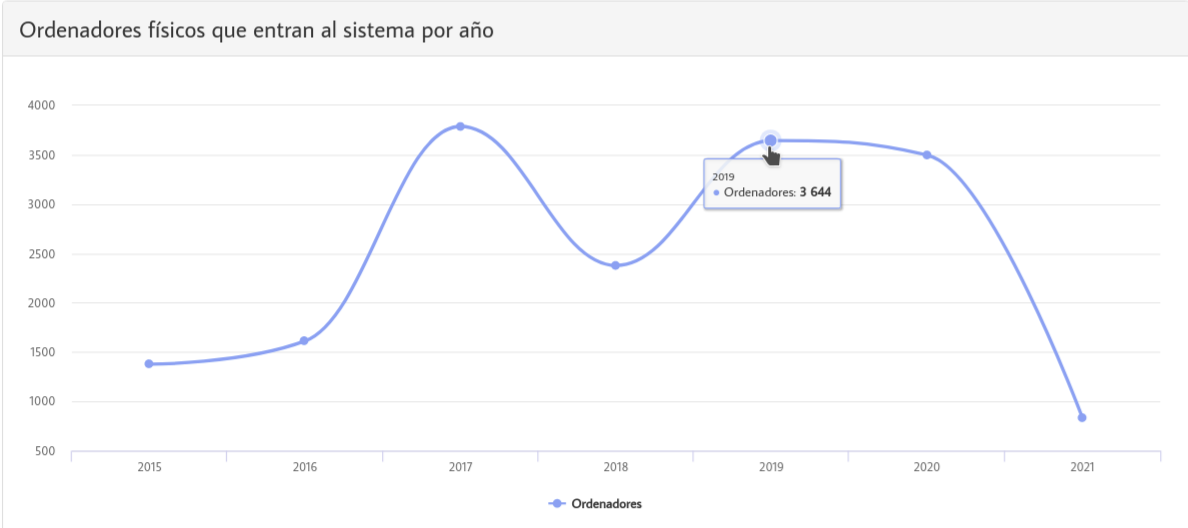 Ordenadores físicos que entran al sistema por año
4000
3500
3000
2500
2000
1500
1000
500
2019
Ordenadores: 3 644
2015 2016 2017 2018 2019 2020 2021
Ordenadores